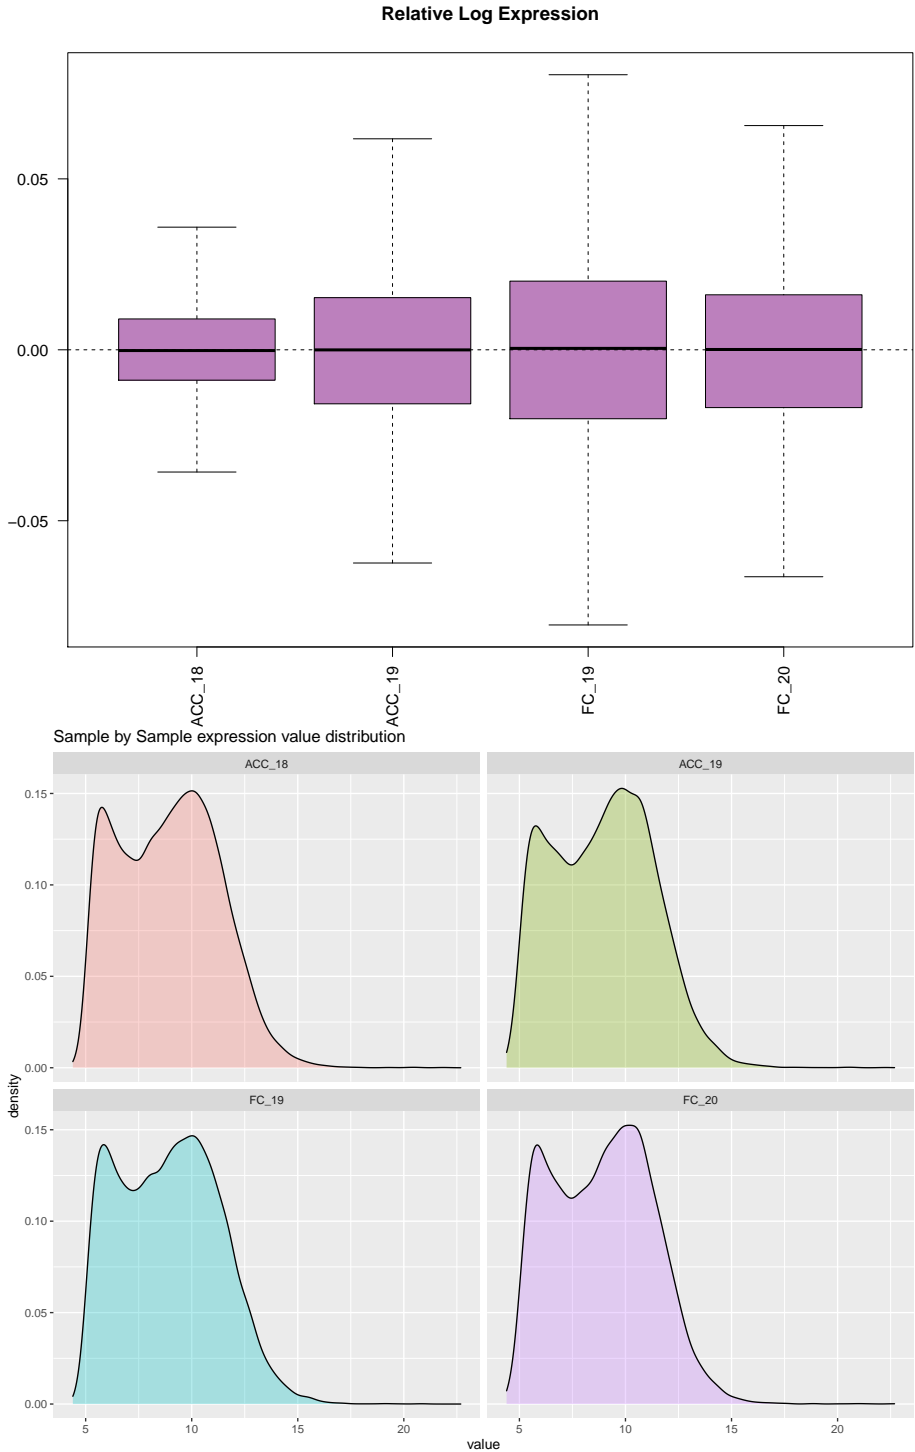 Relative Log Expression
0.05
0.00
−0.05
ACC_18
ACC_19
FC_19
FC_20
Sample by Sample expression value distribution
ACC_18
ACC_19
0.15
0.10
0.05
0.00
density
FC_19
FC_20
0.15
0.10
0.05
0.00
5
10
15
20
5
10
15
20
value